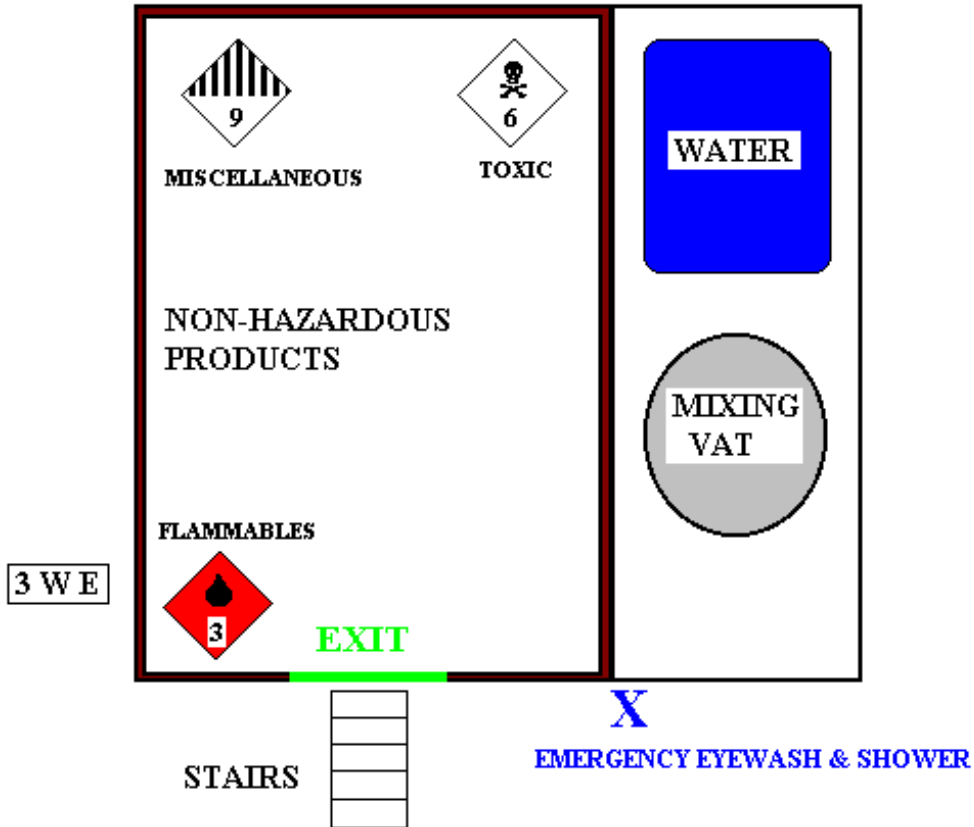 9
6
MISCELLANEOUS
TOXIC
WATER
NON-HAZARDOUS
PRODUCTS
MIXING
VAT
FLAMMABLES
3 W E
3
EXIT
X
STAIRS
EMERGENCY EYEWASH & SHOWER